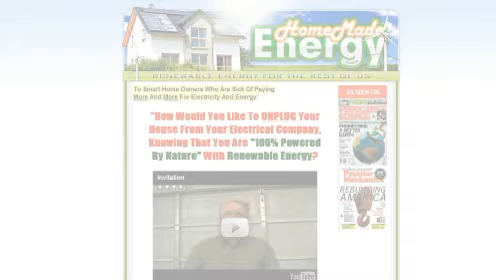 HomeMade
Energy
RENEWABLE ENERGY FOR THE REST OF US
To Smart Home Owners Who Are Sick Of Paying
More And More For Electricity And Energy:
AS SEEN ON
"How Would You Like To UNPLUG Your
House From Your Electrical Company,
Knowing That You Are "100% Powered
By Nature" With Renewable Energy?
Invitation
YouTube
Popular
Mechanics
REBUILDING
AMERICA